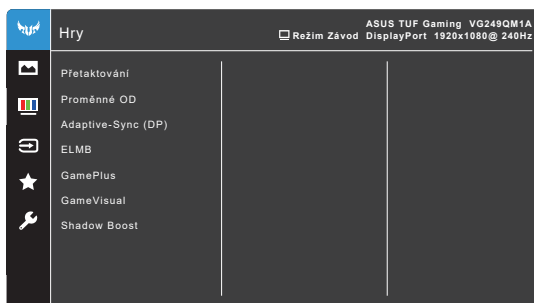 Hry
ASUS TUF Gaming VG249QM1A
Režim Závod DisplayPort 1920x1080@ 240Hz
Přetaktování
Proměnné OD
Adaptive-Sync (DP)
ELMB
GamePlus
GameVisual
Shadow Boost